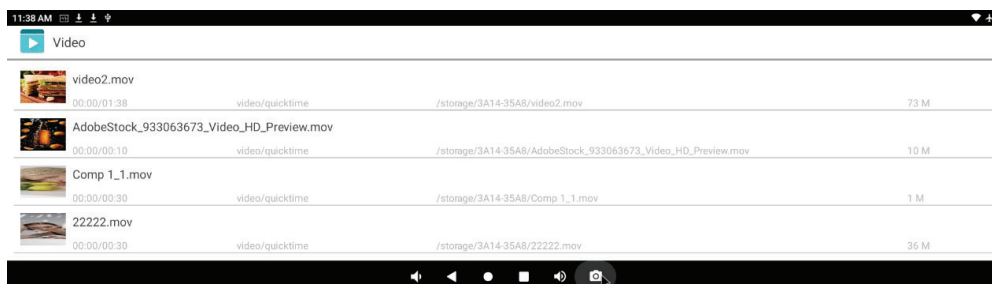 11:38 AM
Video
video2.mov
00:00/01:38 video/quicktime /storage/3A14-35A8/video2.mov 73 M
AdobeStock_933063673_Video_HD_Preview.mov
00:00/00:10 video/quicktime /storage/3A14-35A8/AdobeStock_933063673_Video_HD_Preview.mov 10 M
Comp 1_1.mov
00:00/00:30 video/quicktime /storage/3A14-35A8/Comp 1_1.mov 1 M
22222.mov
00:00/00:30 video/quicktime /storage/3A14-35A8/22222.mov 36 M